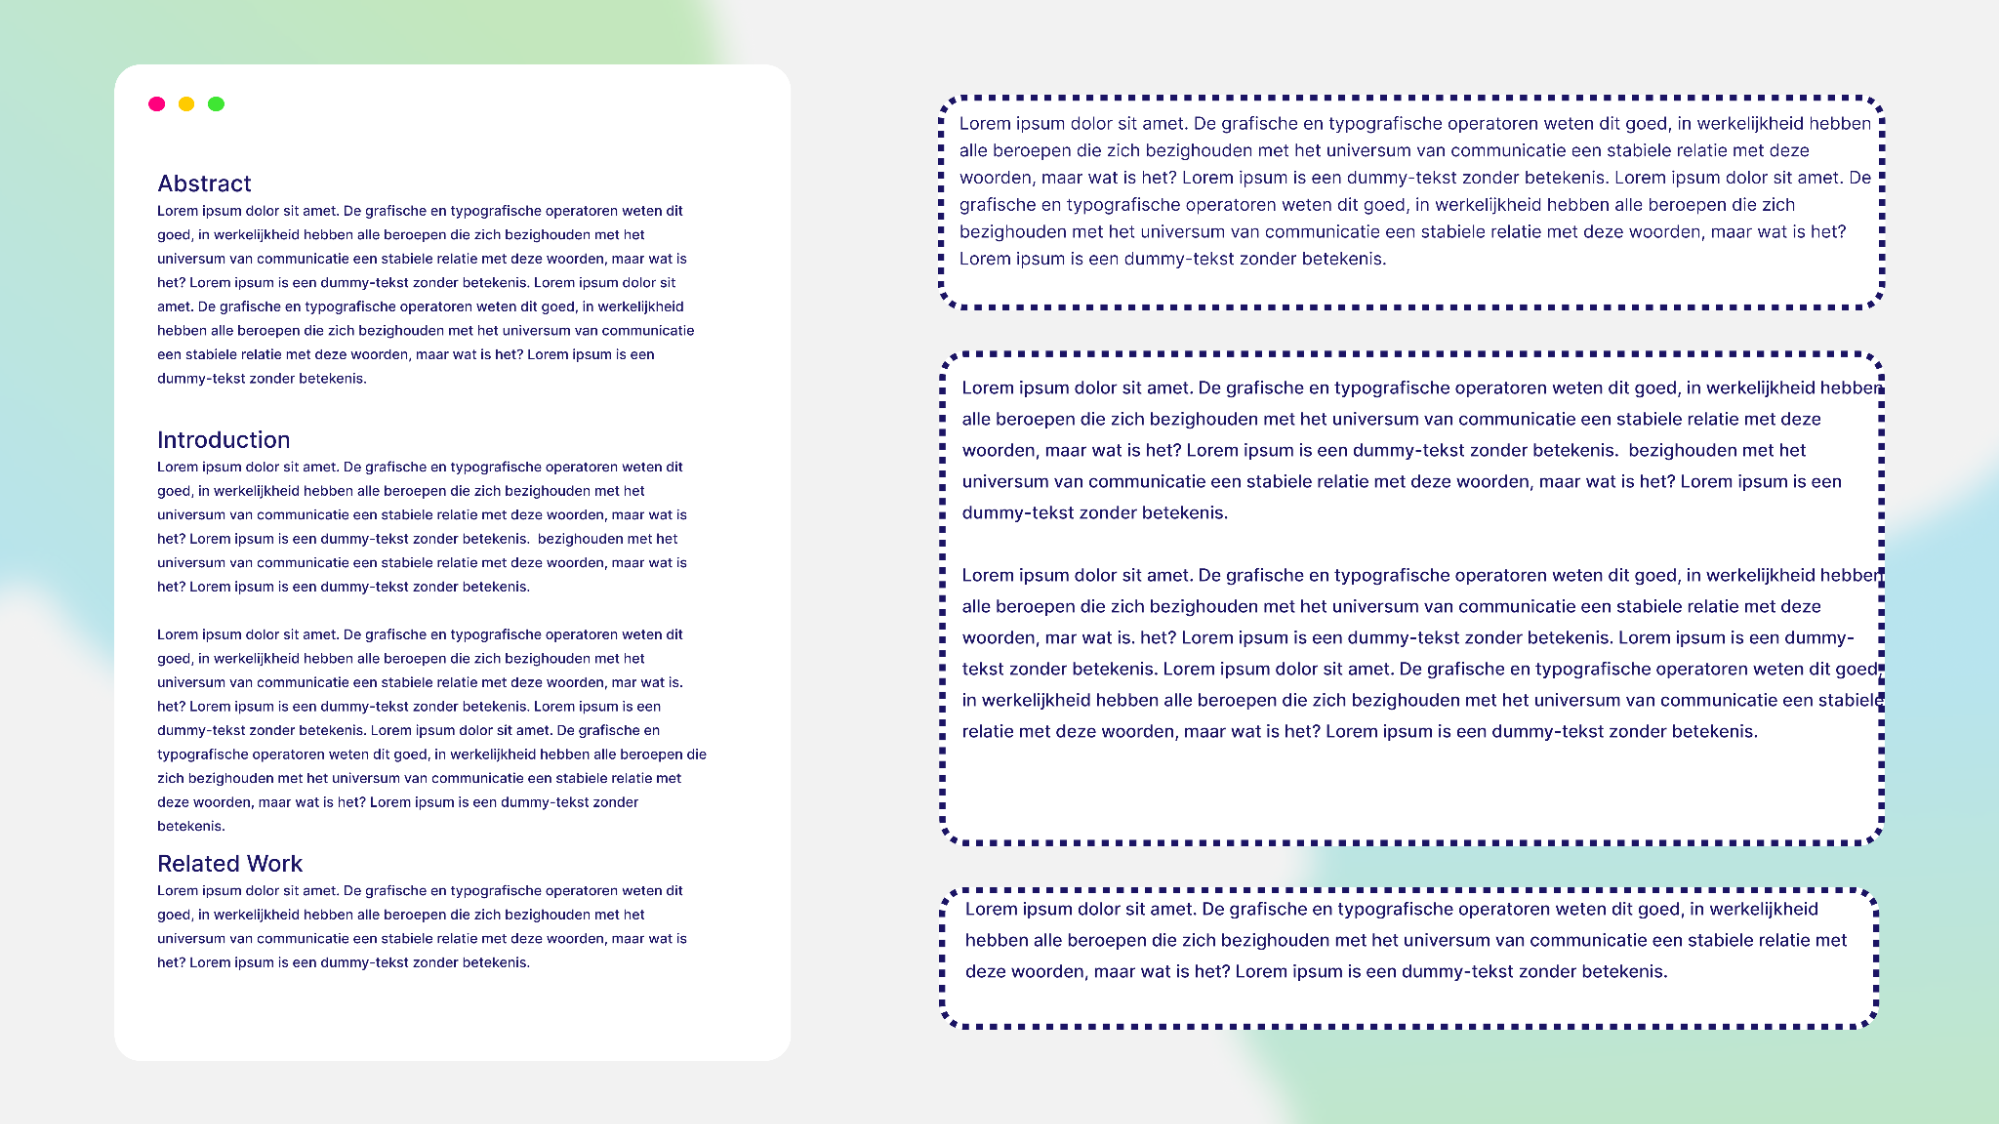 Abstract
Lorem ipsum dolor sit amet. De grafische en typografische operatoren weten dit
goed, in werkelijkheid hebben alle beroepen die zich bezighouden met het
universum van communicatie een stabiele relatie met deze woorden, maar wat is
het? Lorem ipsum is een dummy-tekst zonder betekenis. Lorem ipsum dolor sit
amet. De grafische en typografische operatoren weten dit goed, in werkelijkheid
hebben alle beroepen die zich bezighouden met het universum van communicatie
een stabiele relatie met deze woorden, maar wat is het? Lorem ipsum is een
dummy-tekst zonder betekenis.
Introduction
Lorem ipsum dolor sit amet. De grafische en typografische operatoren weten dit
goed, in werkelijkheid hebben alle beroepen die zich bezighouden met het
universum van communicatie een stabiele relatie met deze woorden, maar wat is
het? Lorem ipsum is een dummy-tekst zonder betekenis.  bezighouden met het
universum van communicatie een stabiele relatie met deze woorden, maar wat is
het? Lorem ipsum is een dummy-tekst zonder betekenis.
Lorem ipsum dolor sit amet. De grafische en typografische operatoren weten dit
goed, in werkelijkheid hebben alle beroepen die zich bezighouden met het
universum van communicatie een stabiele relatie met deze woorden, mar wat is.
het? Lorem ipsum is een dummy-tekst zonder betekenis. Lorem ipsum is een
dummy-tekst zonder betekenis. Lorem ipsum dolor sit amet. De grafische en
typografische operatoren weten dit goed, in werkelijkheid hebben alle beroepen die
zich bezighouden met het universum van communicatie een stabiele relatie met
deze woorden, maar wat is het? Lorem ipsum is een dummy-tekst zonder
betekenis.
Related Work
Lorem ipsum dolor sit amet. De grafische en typografische operatoren weten dit
goed, in werkelijkheid hebben alle beroepen die zich bezighouden met het
universum van communicatie een stabiele relatie met deze woorden, maar wat is
het? Lorem ipsum is een dummy-tekst zonder betekenis.
Lorem ipsum dolor sit amet. De grafische en typografische operatoren weten dit goed, in werkelijkheid hebben
alle beroepen die zich bezighouden met het universum van communicatie een stabiele relatie met deze
woorden, maar wat is het? Lorem ipsum is een dummy-tekst zonder betekenis. Lorem ipsum dolor sit amet. De
grafische en typografische operatoren weten dit goed, in werkelijkheid hebben alle beroepen die zich
bezighouden met het universum van communicatie een stabiele relatie met deze woorden, maar wat is het?
Lorem ipsum is een dummy-tekst zonder betekenis.
Lorem ipsum dolor sit amet. De grafische en typografische operatoren weten dit goed, in werkelijkheid hebben
alle beroepen die zich bezighouden met het universum van communicatie een stabiele relatie met deze
woorden, maar wat is het? Lorem ipsum is een dummy-tekst zonder betekenis.  bezighouden met het
universum van communicatie een stabiele relatie met deze woorden, maar wat is het? Lorem ipsum is een
dummy-tekst zonder betekenis.
Lorem ipsum dolor sit amet. De grafische en typografische operatoren weten dit goed, in werkelijkheid hebben
alle beroepen die zich bezighouden met het universum van communicatie een stabiele relatie met deze
woorden, mar wat is. het? Lorem ipsum is een dummy-tekst zonder betekenis. Lorem ipsum is een dummy-
tekst zonder betekenis. Lorem ipsum dolor sit amet. De grafische en typografische operatoren weten dit goed,
in werkelijkheid hebben alle beroepen die zich bezighouden met het universum van communicatie een stabiele
relatie met deze woorden, maar wat is het? Lorem ipsum is een dummy-tekst zonder betekenis.
Lorem ipsum dolor sit amet. De grafische en typografische operatoren weten dit goed, in werkelijkheid
hebben alle beroepen die zich bezighouden met het universum van communicatie een stabiele relatie met
deze woorden, maar wat is het? Lorem ipsum is een dummy-tekst zonder betekenis.